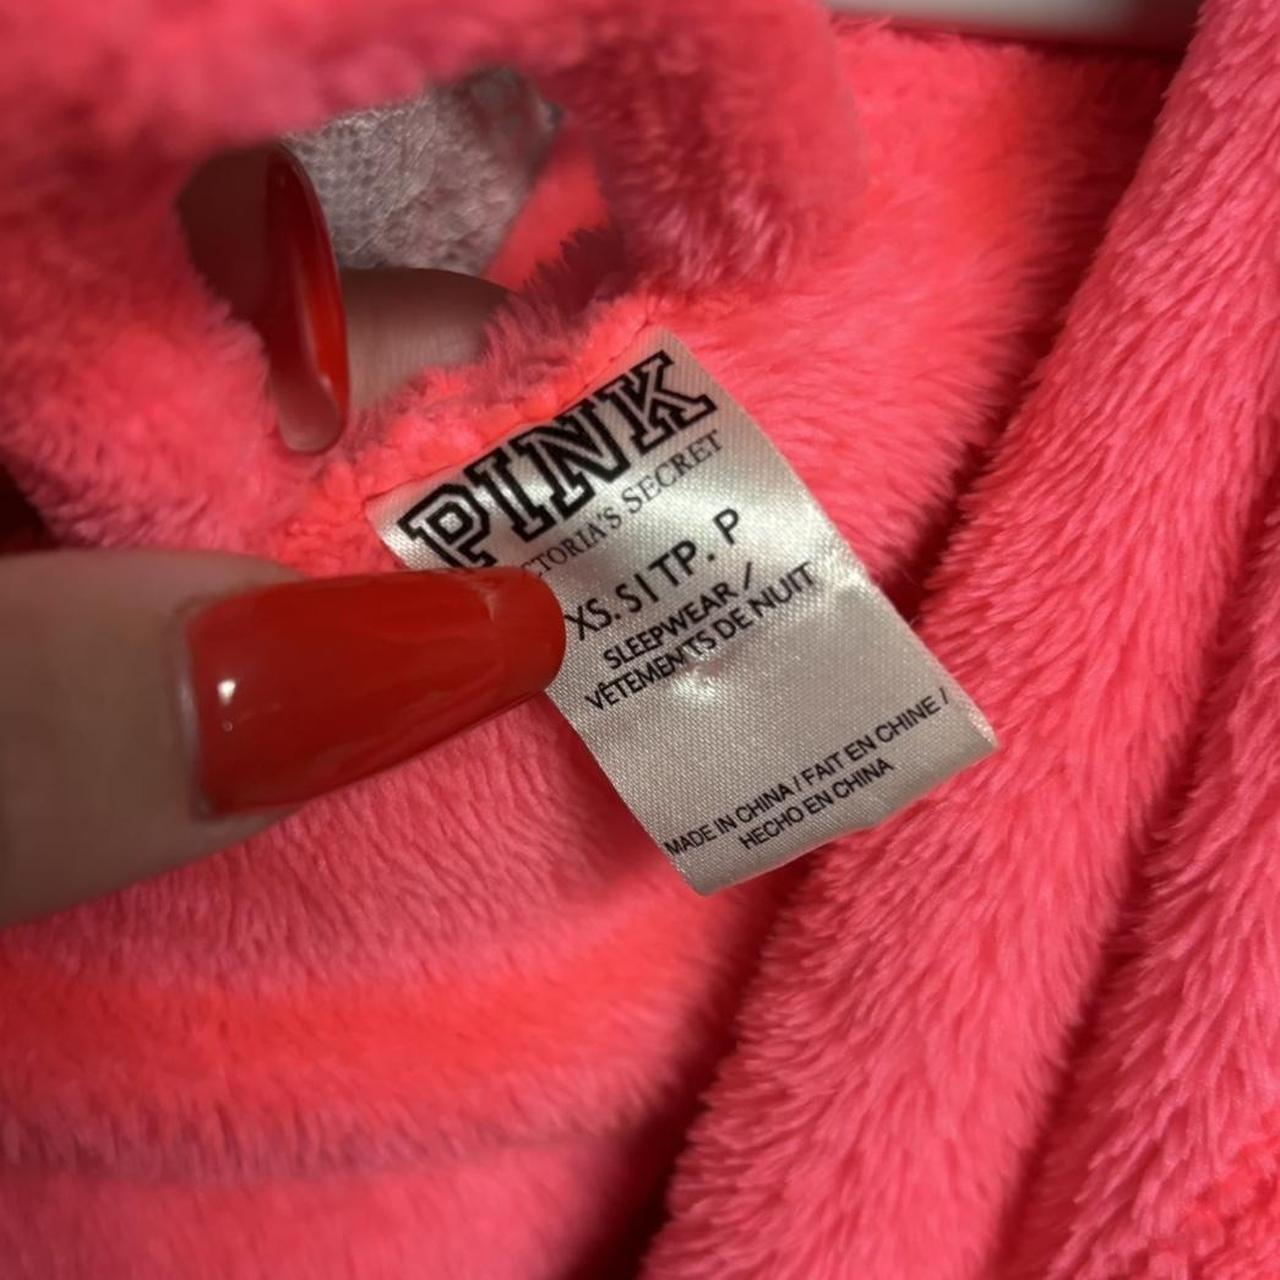 PINK
VICTORIA'S SECRET
XS. S | TP. P
SLEEPWEAR /
VÊTEMENTS DE NUIT
MADE IN CHINA / FAIT EN CHINE /
HECHO EN CHINA